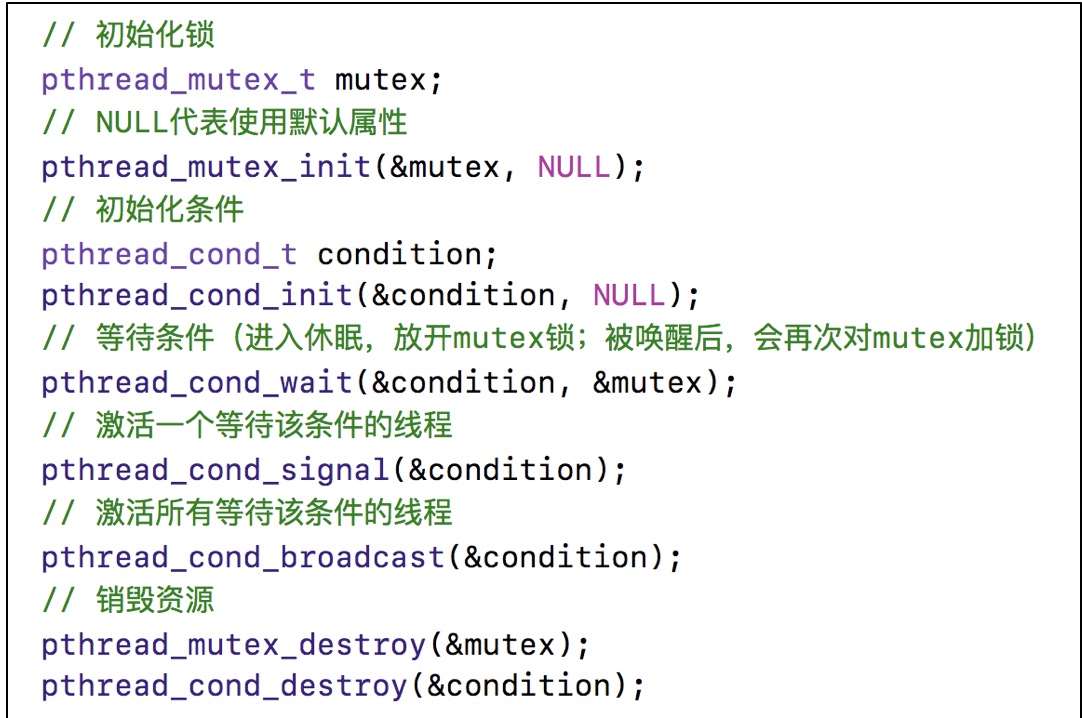 // 初始化锁
pthread_mutex_t mutex;
// NULL代表使用默认属性
pthread_mutex_init(&mutex, NULL);
// 初始化条件
pthread_cond_t condition;
pthread_cond_init(&condition, NULL);
// 等待条件（进入休眠，放开mutex锁；被唤醒后，会再次对mutex加锁）
pthread_cond_wait(&condition, &mutex);
// 激活一个等待该条件的线程
pthread_cond_signal(&condition);
// 激活所有等待该条件的线程
pthread_cond_broadcast(&condition);
// 销毁资源
pthread_mutex_destroy(&mutex);
pthread_cond_destroy(&condition);